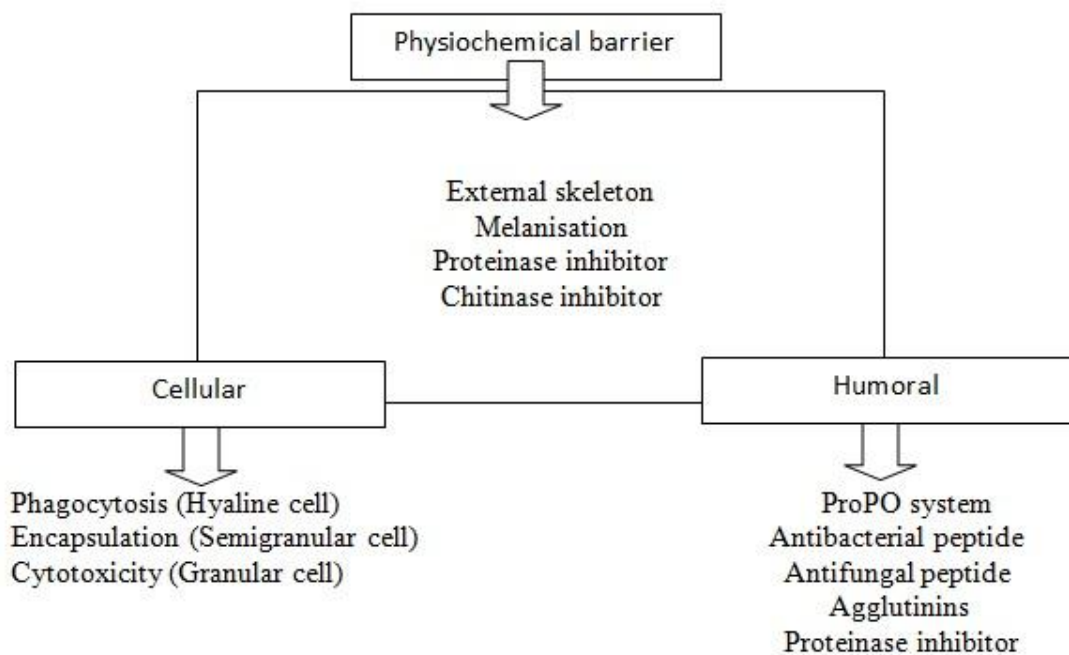 Physiochemical barrier
External skeleton
Melanisation
Proteinase inhibitor
Chitinase inhibitor
Cellular
Humoral
Phagocytosis (Hyaline cell)
Encapsulation (Semigranular cell)
Cytotoxicity (Granular cell)
ProPO system
Antibacterial peptide
Antifungal peptide
Agglutinins
Proteinase inhibitor